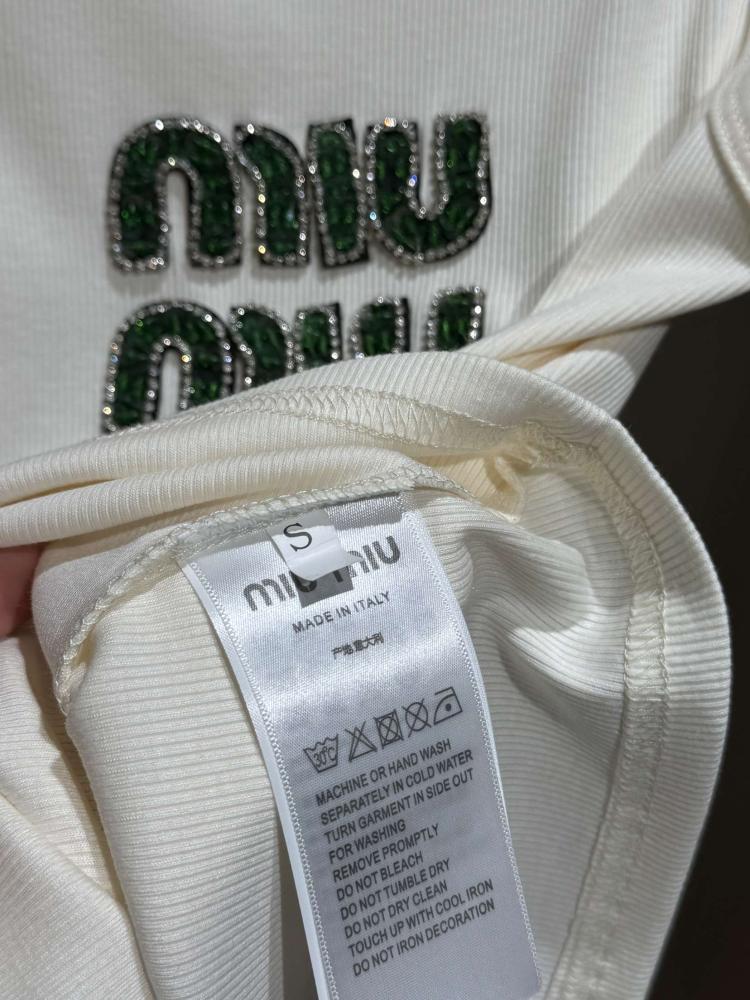 miu
miu
S
miu miu
MADE IN ITALY
产地 意大利
30°C
MACHINE OR HAND WASH
SEPARATELY IN COLD WATER
TURN GARMENT IN SIDE OUT
FOR WASHING
REMOVE PROMPTLY
DO NOT BLEACH
DO NOT TUMBLE DRY
DO NOT DRY CLEAN
TOUCH UP WITH COOL IRON
DO NOT IRON DECORATION